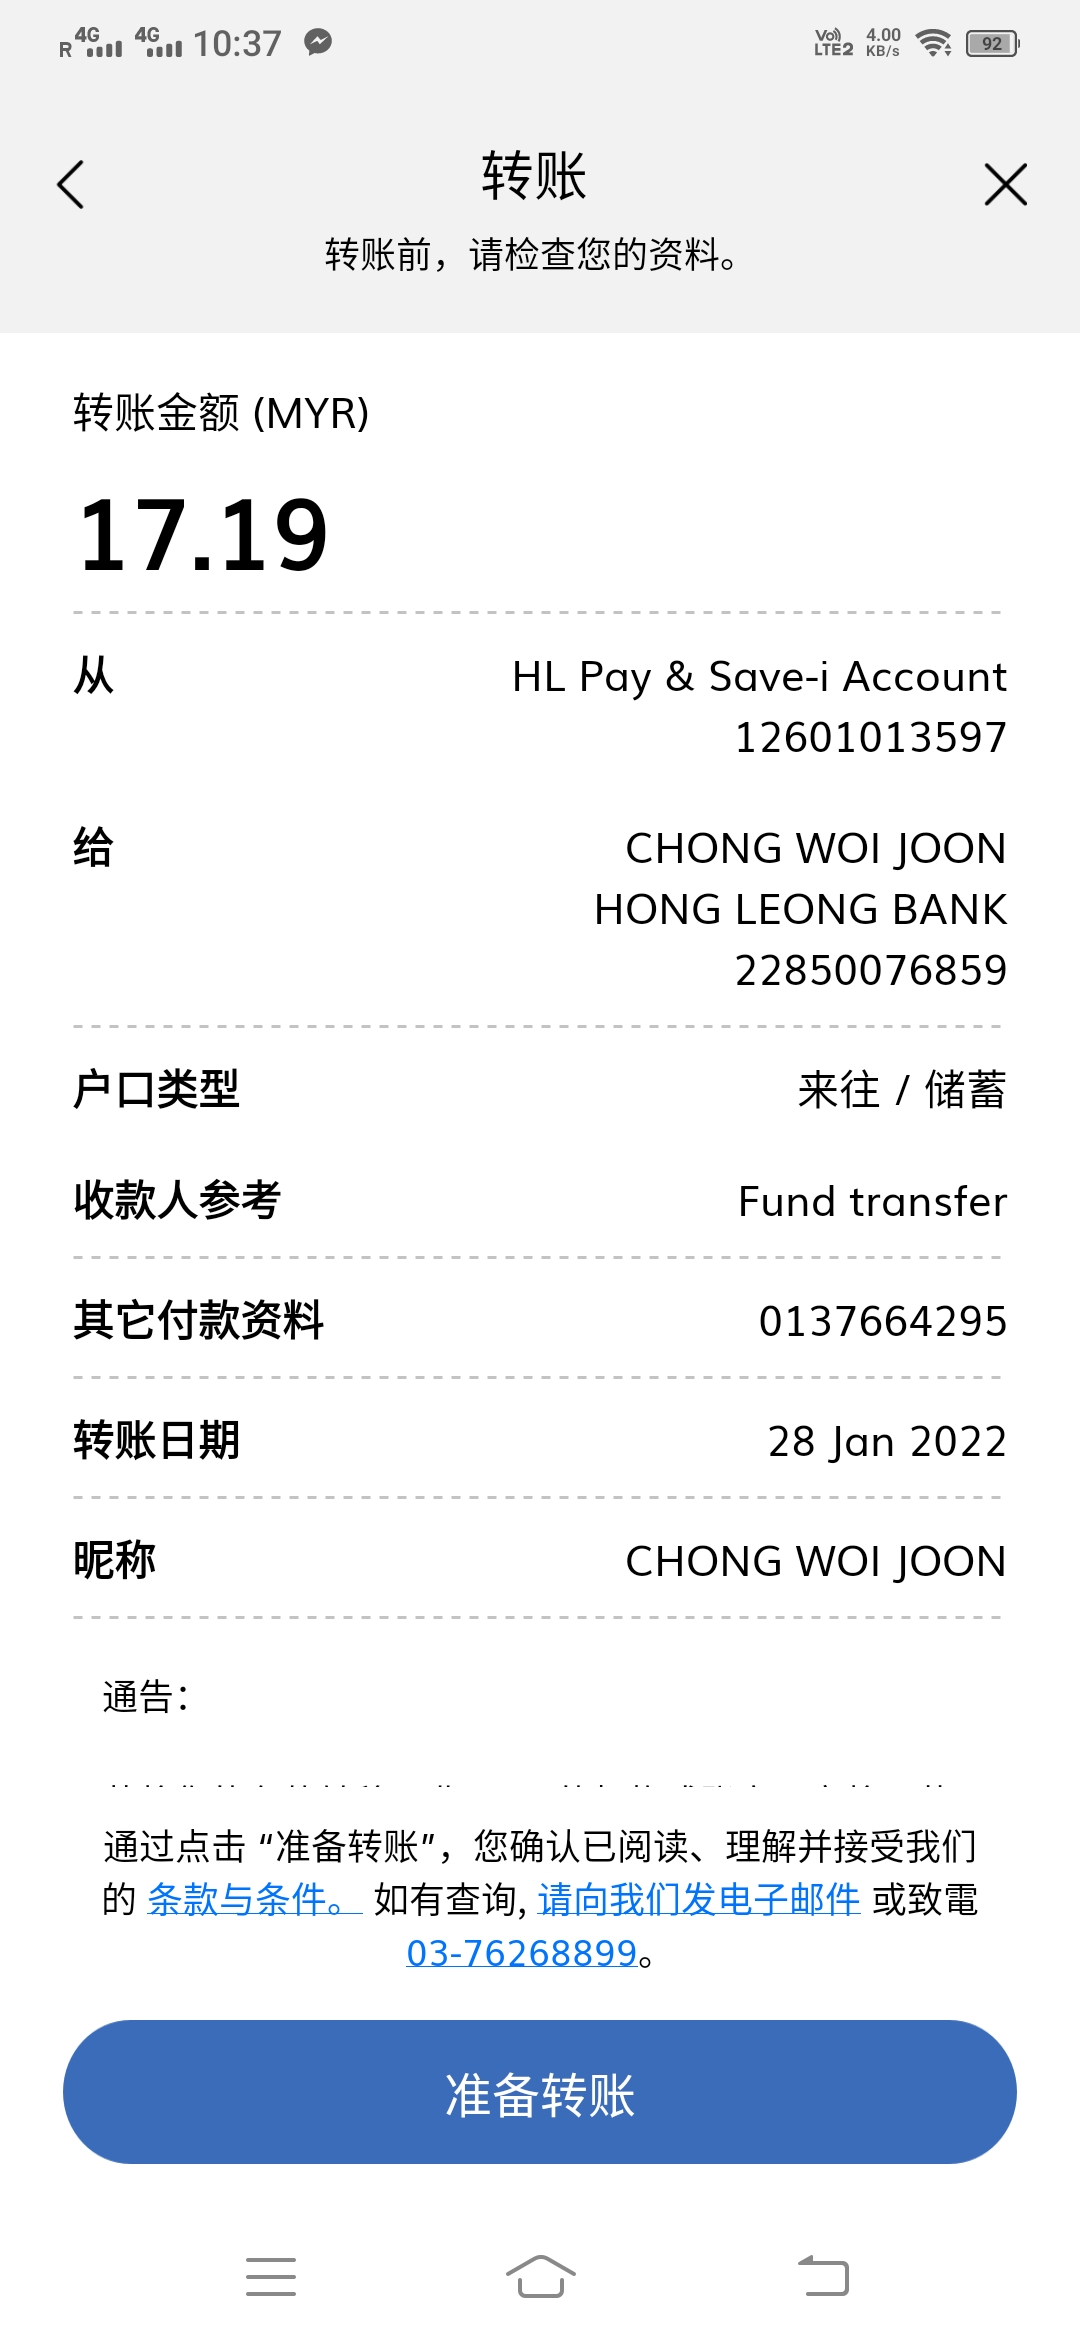 R 4G 4G 10:37
Vo)) LTE2 4.00 KB/s 92
转账
转账前，请检查您的资料。
转账金额 (MYR)
17.19
从 HL Pay & Save-i Account
12601013597
给 CHONG WOI JOON
HONG LEONG BANK
22850076859
户口类型 来往 / 储蓄
收款人参考 Fund transfer
其它付款资料 0137664295
转账日期 28 Jan 2022
昵称 CHONG WOI JOON
通告：
通过点击 “准备转账”，您确认已阅读、理解并接受我们
的 条款与条件。 如有查询, 请向我们发电子邮件 或致電
03-76268899。
准备转账